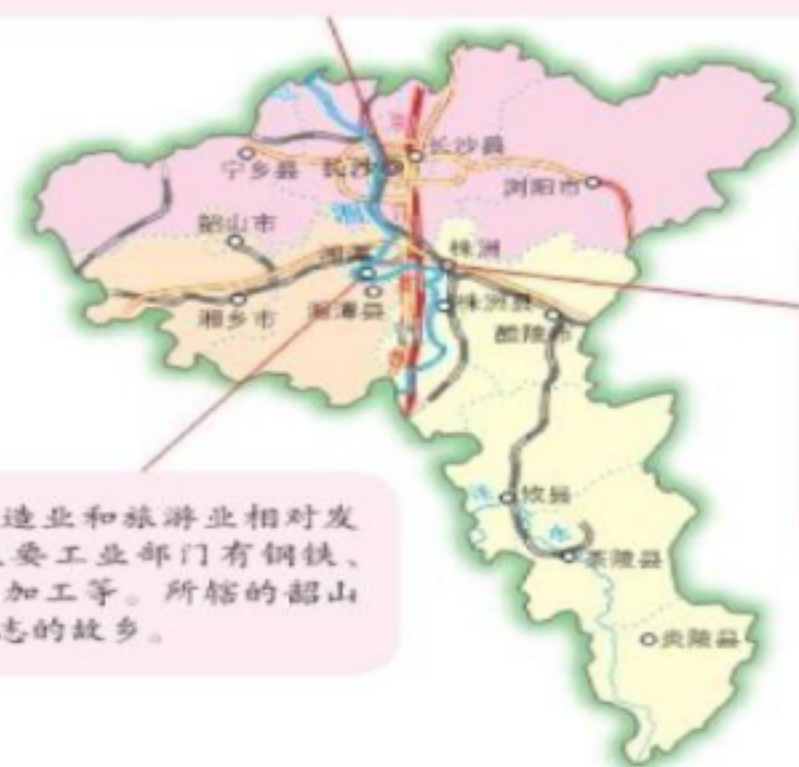 长沙县
宁乡县
长沙
浏阳市
韶山市
湘
株洲
湘潭
株洲县
湘乡市
湘潭县
醴陵市
攸县
洣
水
茶陵县
炎陵县
造业和旅游业相对发
要工业部门有钢铁、
加工等。所辖的韶山
志的故乡。